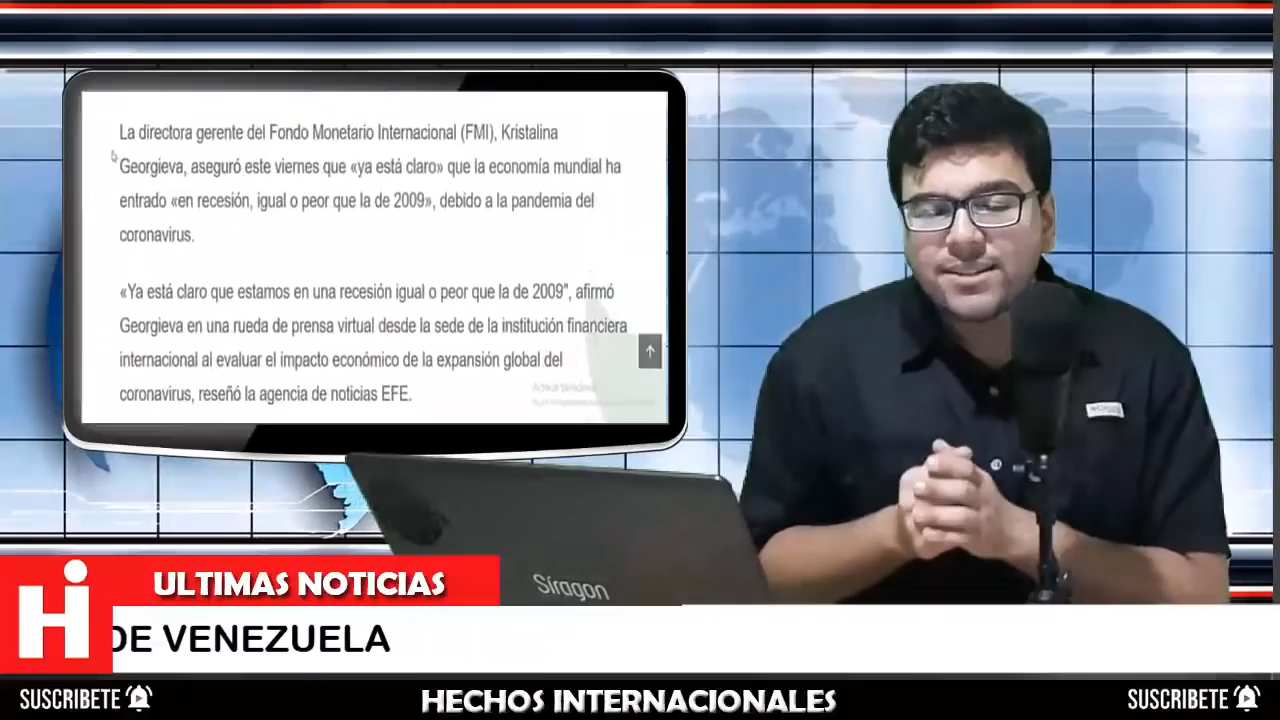 La directora gerente del Fondo Monetario Internacional (FMI), Kristalina
Georgieva, aseguró este viernes que «ya está claro» que la economía mundial ha
entrado «en recesión, igual o peor que la de 2009», debido a la pandemia del
coronavirus.
«Ya está claro que estamos en una recesión igual o peor que la de 2009", afirmó
Georgieva en una rueda de prensa virtual desde la sede de la institución financiera
internacional al evaluar el impacto económico de la expansión global del
coronavirus, reseñó la agencia de noticias EFE.
Siragon
Hi
ULTIMAS NOTICIAS
DE VENEZUELA
SUSCRIBETE
HECHOS INTERNACIONALES
SUSCRIBETE